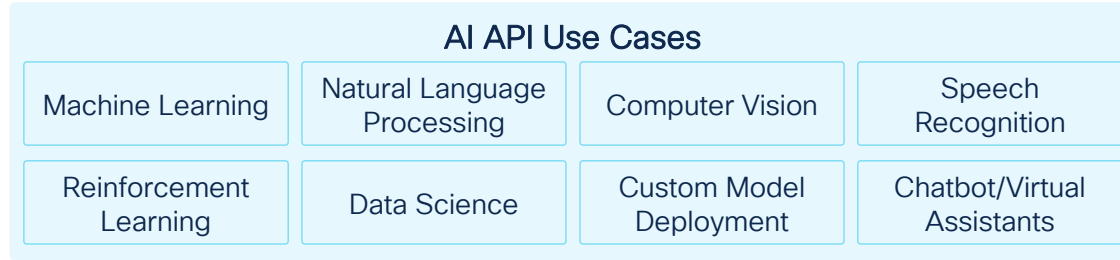 AI API Use Cases
Machine Learning
Natural Language
Processing
Computer Vision
Speech
Recognition
Reinforcement
Learning
Data Science
Custom Model
Deployment
Chatbot/Virtual
Assistants